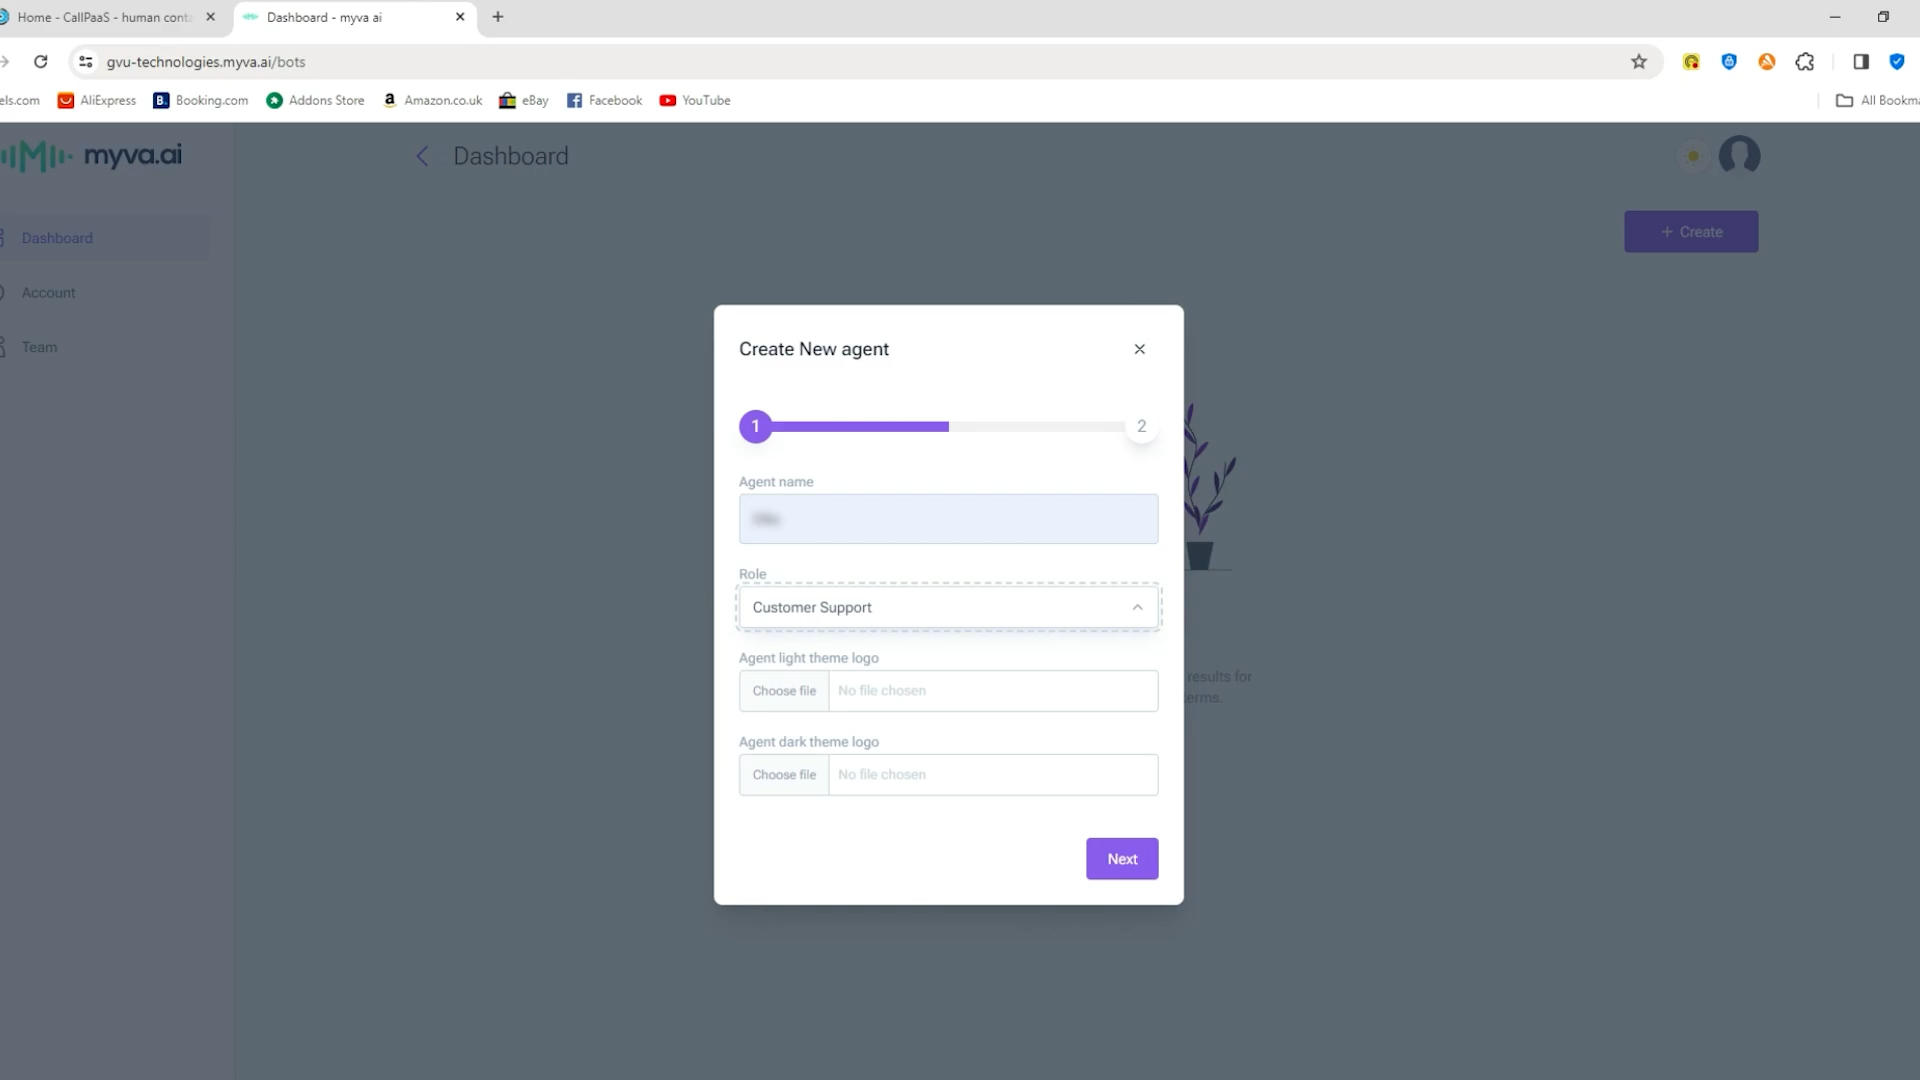 Home - CallPaaS - human conta
Dashboard - myva ai
gvu-technologies.myva.ai/bots
els.com
AliExpress
B.
Booking.com
Addons Store
a
Amazon.co.uk
eBay
Facebook
YouTube
All Bookma
myva.ai
Dashboard
+ Create
Dashboard
Account
Team
Create New agent
1
2
Agent name
Role
Customer Support
Agent light theme logo
Choose file
No file chosen
results for
Agent dark theme logo
erms.
Choose file
No file chosen
Next